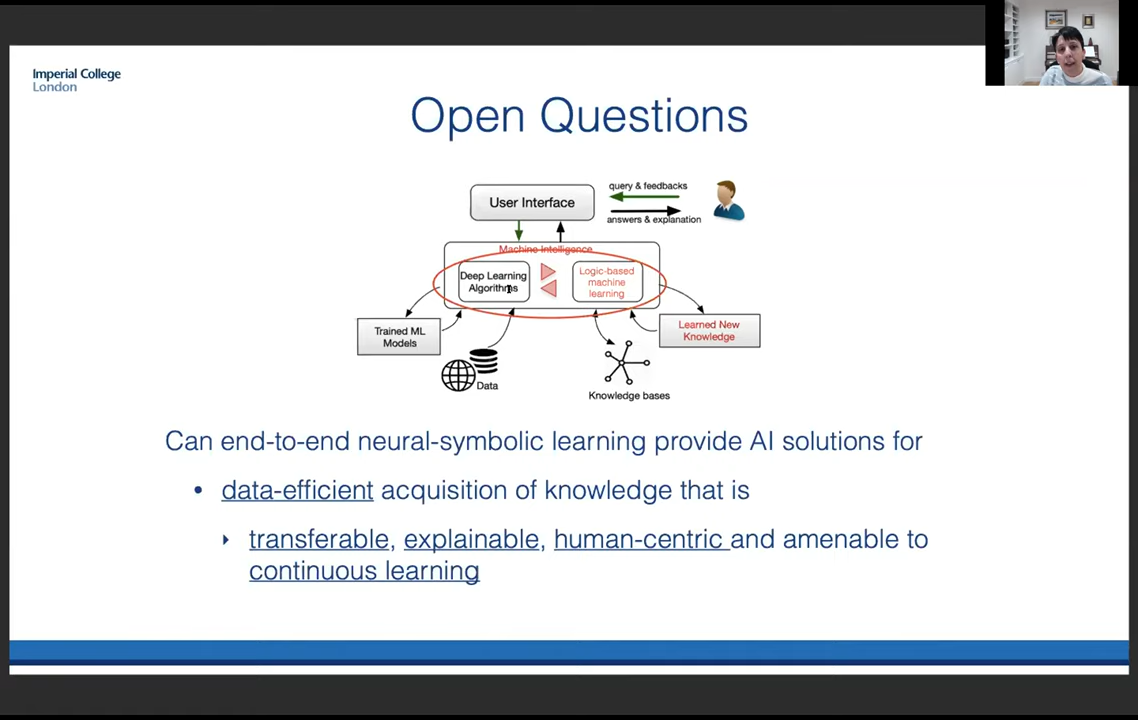 Imperial College
London
Open Questions
User Interface
query & feedbacks
answers & explanation
Machine Intelligence
Deep Learning
Algorithms
Logic-based
machine
learning
Trained ML
Models
Learned New
Knowledge
Data
Knowledge bases
Can end-to-end neural-symbolic learning provide AI solutions for
• data-efficient acquisition of knowledge that is
‣ transferable, explainable, human-centric and amenable to
continuous learning